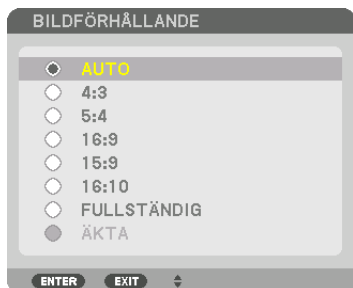 BILDFÖRHÅLLANDE
AUTO
4:3
5:4
16:9
15:9
16:10
FULLSTÄNDIG
ÄKTA
ENTER EXIT